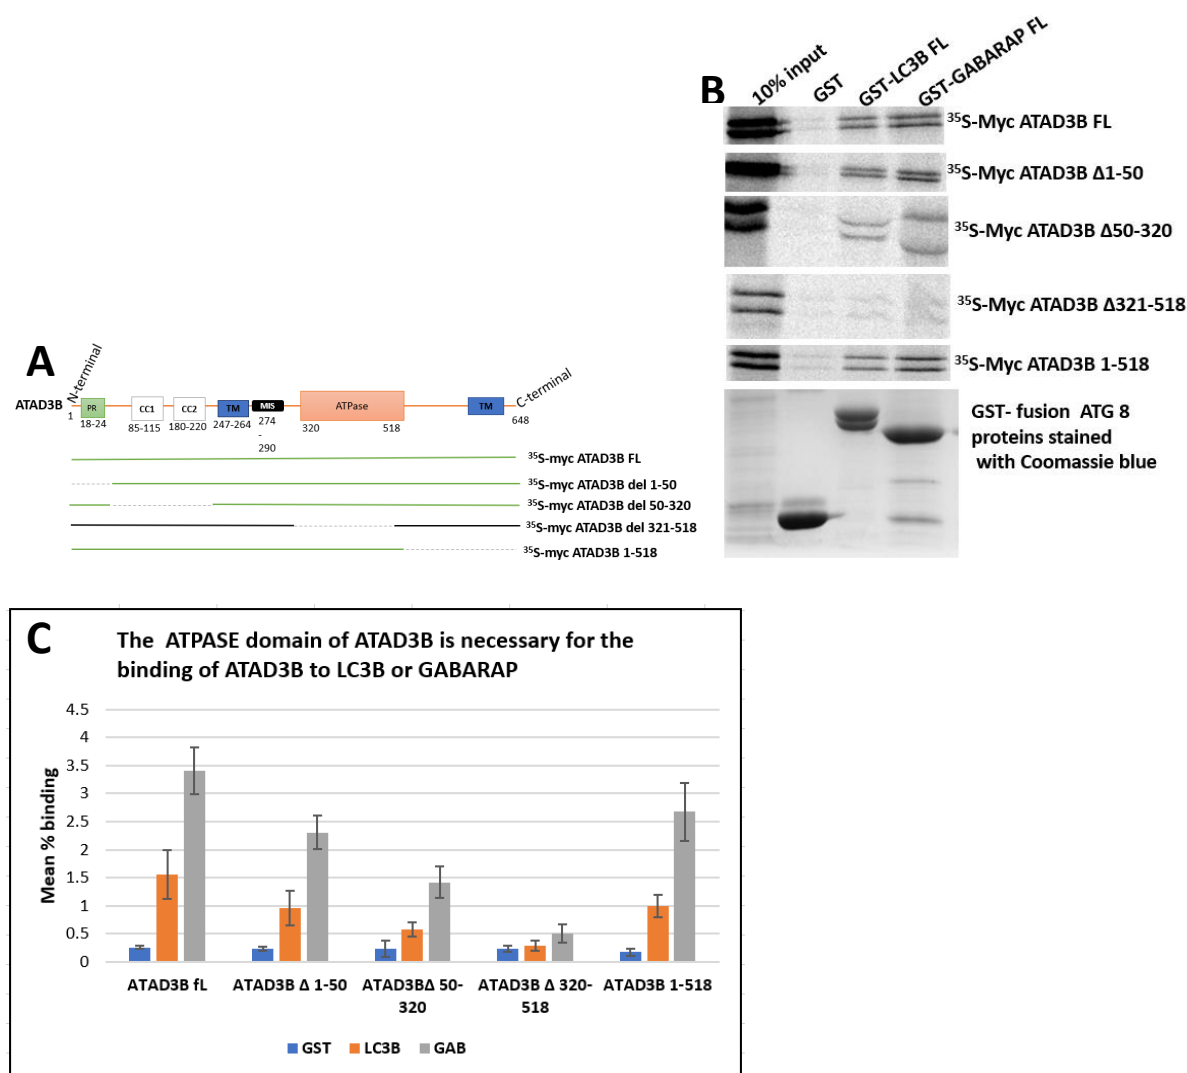 B
10% input
GST
GST-LC3B FL
GST-GABARAP FL
35S-Myc ATAD3B FL
35S-Myc ATAD3B Δ1-50
35S-Myc ATAD3B Δ50-320
35S-Myc ATAD3B Δ321-518
35S-Myc ATAD3B 1-518
GST- fusion ATG 8
proteins stained
with Coomassie blue
A
N-terminal
C-terminal
ATAD3B
1
PR
18-24
CC1
85-115
CC2
180-220
TM
247-264
MIS
274
-
290
ATPase
320
518
TM
648
35S-myc ATAD3B FL
35S-myc ATAD3B del 1-50
35S-myc ATAD3B del 50-320
35S-myc ATAD3B del 321-518
35S-myc ATAD3B 1-518
C
The ATPASE domain of ATAD3B is necessary for the
binding of ATAD3B to LC3B or GABARAP
Mean % binding
4.5
4
3.5
3
2.5
2
1.5
1
0.5
0
ATAD3B fL
ATAD3B Δ 1-50
ATAD3BΔ 50-
320
ATAD3B Δ 320-
518
ATAD3B 1-518
GST
LC3B
GAB